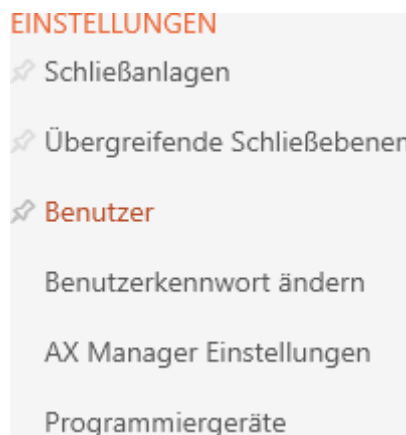 EINSTELLUNGEN
Schließanlagen
Übergreifende Schließebenen
Benutzer
Benutzerkennwort ändern
AX Manager Einstellungen
Programmiergeräte